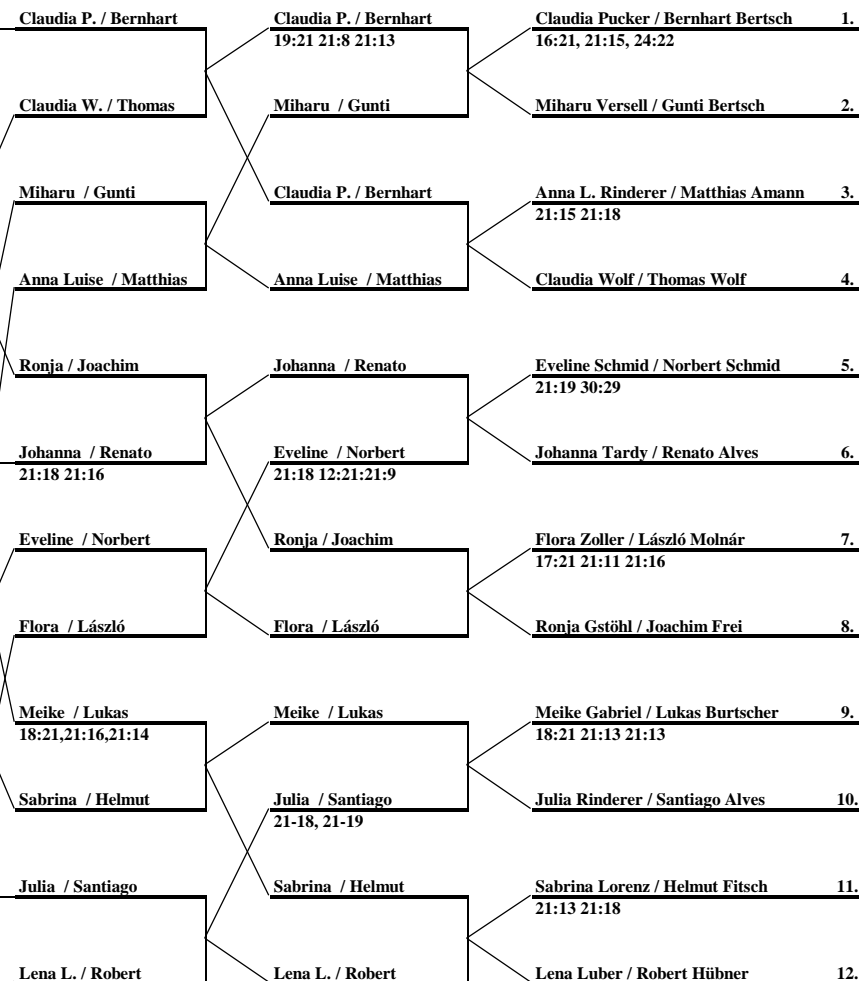 Claudia P. / Bernhart
Claudia P. / Bernhart
Claudia Pucker / Bernhart Bertsch 1.
19:21 21:8 21:13
16:21, 21:15, 24:22
Claudia W. / Thomas
Miharu / Gunti
Miharu Versell / Gunti Bertsch 2.
Miharu / Gunti
Claudia P. / Bernhart
Anna L. Rinderer / Matthias Amann 3.
21:15 21:18
Anna Luise / Matthias
Anna Luise / Matthias
Claudia Wolf / Thomas Wolf 4.
Ronja / Joachim
Johanna / Renato
Eveline Schmid / Norbert Schmid 5.
21:19 30:29
Johanna / Renato
Eveline / Norbert
Johanna Tardy / Renato Alves 6.
21:18 21:16
21:18 12:21:21:9
Eveline / Norbert
Ronja / Joachim
Flora Zoller / László Molnár 7.
17:21 21:11 21:16
Flora / László
Flora / László
Ronja Gstöhl / Joachim Frei 8.
Meike / Lukas
Meike / Lukas
Meike Gabriel / Lukas Burtscher 9.
18:21,21:16,21:14
18:21 21:13 21:13
Sabrina / Helmut
Julia / Santiago
Julia Rinderer / Santiago Alves 10.
21-18, 21-19
Julia / Santiago
Sabrina / Helmut
Sabrina Lorenz / Helmut Fitsch 11.
21:13 21:18
Lena L. / Robert
Lena L. / Robert
Lena Luber / Robert Hübner 12.